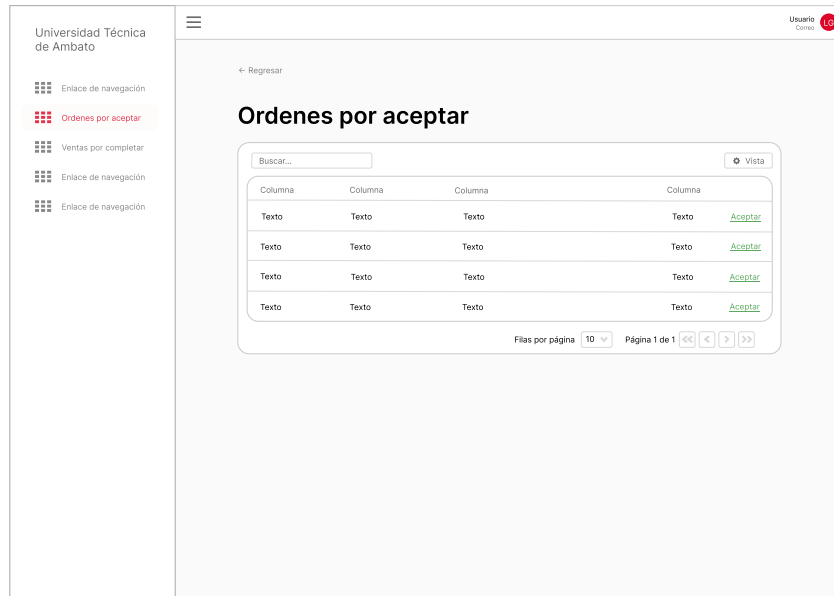 Universidad Técnica
de Ambato
Usuario
Correo
LG
Enlace de navegación
Ordenes por aceptar
Ventas por completar
Enlace de navegación
Enlace de navegación
← Regresar
Ordenes por aceptar
Buscar...
Vista
Columna Columna Columna Columna
Texto Texto Texto Texto Aceptar
Texto Texto Texto Texto Aceptar
Texto Texto Texto Texto Aceptar
Texto Texto Texto Texto Aceptar
Filas por página 10 Página 1 de 1 << < > >>